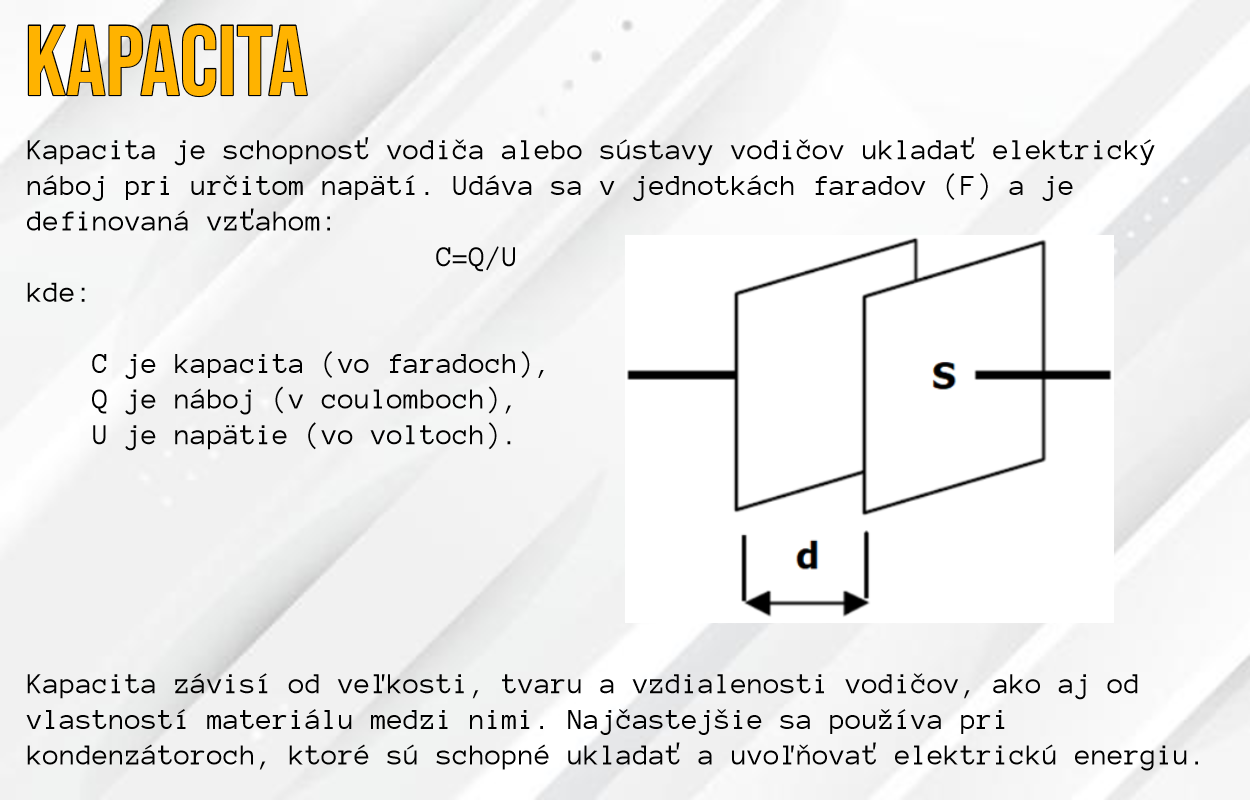 KAPACITA
Kapacita je schopnosť vodiča alebo sústavy vodičov ukladať elektrický
náboj pri určitom napätí. Udáva sa v jednotkách faradov (F) a je
definovaná vzťahom:
C=Q/U
kde:
C je kapacita (vo faradoch),
Q je náboj (v coulomboch),
U je napätie (vo voltoch).
S
d
Kapacita závisí od veľkosti, tvaru a vzdialenosti vodičov, ako aj od
vlastností materiálu medzi nimi. Najčastejšie sa používa pri
kondenzátoroch, ktoré sú schopné ukladať a uvoľňovať elektrickú energiu.